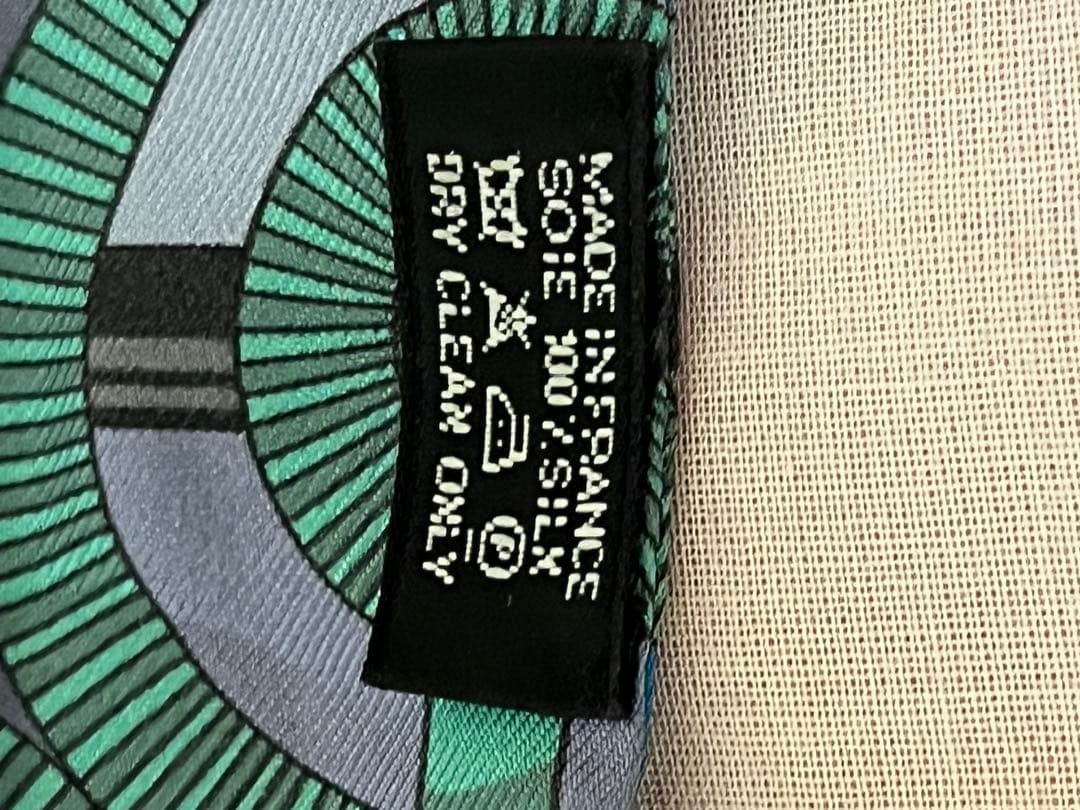 MADE IN FRANCE
SOIE 100% SILK
P
DRY CLEAN ONLY